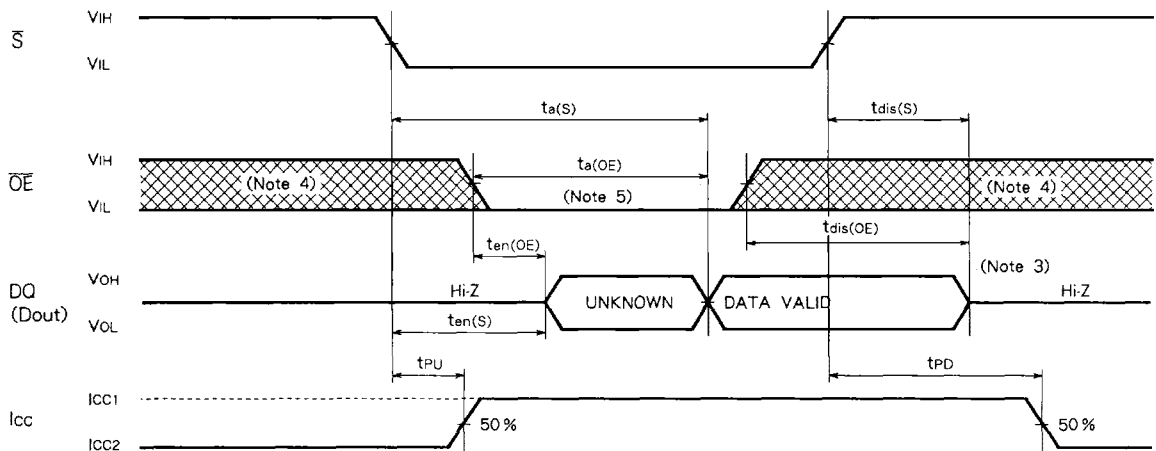 S̅
VIH
VIL
ta(S)
tdis(S)
O̅E̅
VIH
VIL
(Note 4)
ta(OE)
(Note 5)
(Note 4)
ten(OE)
tdis(OE)
(Note 3)
DQ
(Dout)
VOH
VOL
Hi-Z
UNKNOWN
DATA VALID
Hi-Z
ten(S)
tPU
tPD
Icc
ICC1
ICC2
50%
50%